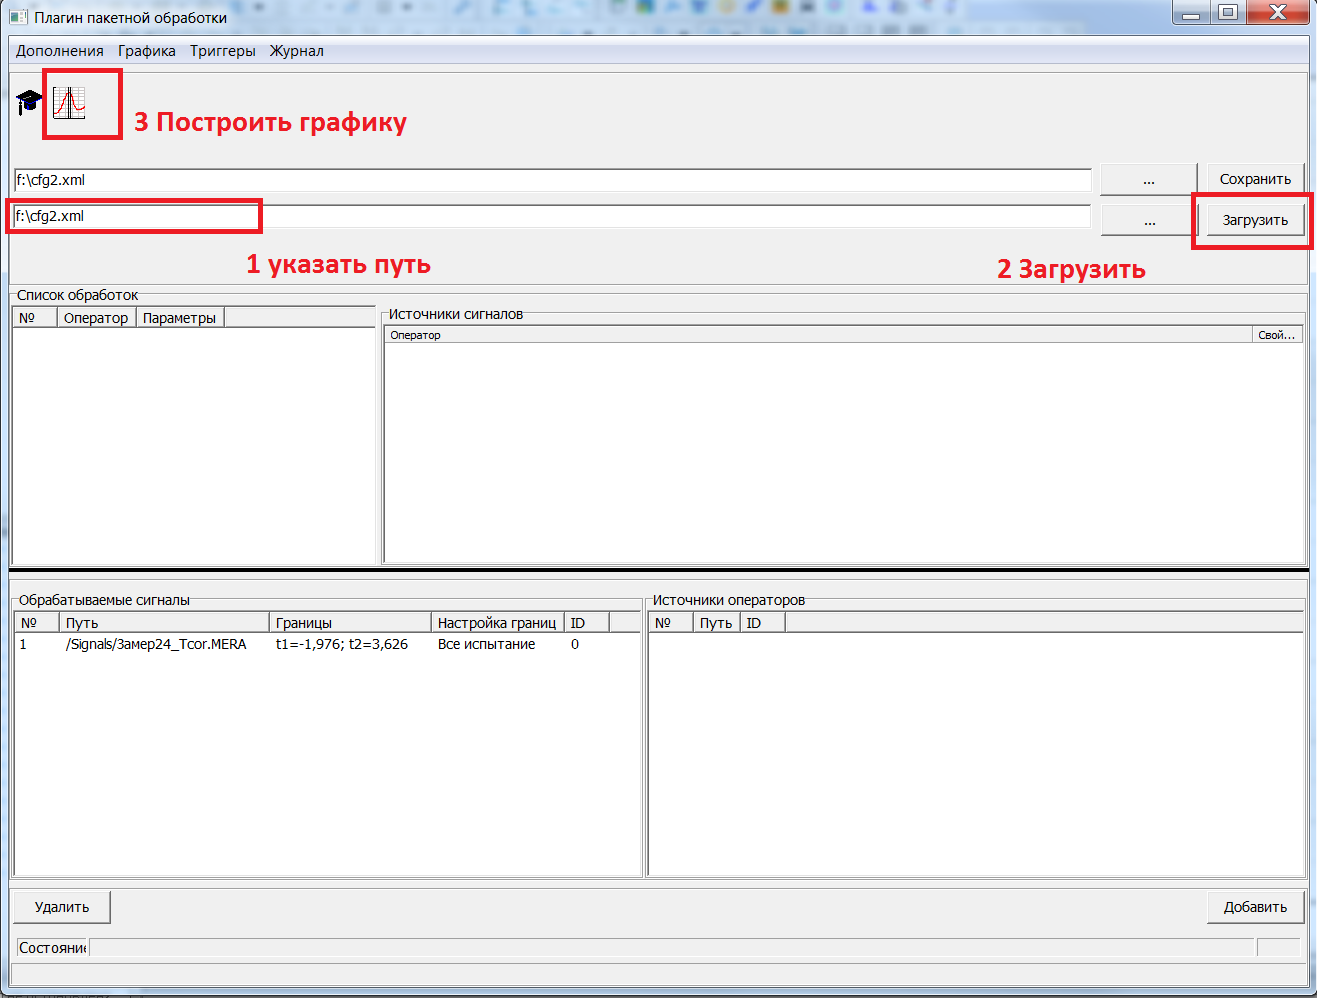 Плагин пакетной обработки
Дополнения Графика Триггеры Журнал
3 Построить графику
f:\cfg2.xml ... Сохранить
f:\cfg2.xml ... Загрузить
1 указать путь 2 Загрузить
Список обработок
Источники сигналов
№ Оператор Параметры
Оператор Свой...
Обрабатываемые сигналы Источники операторов
№ Путь Границы Настройка границ ID № Путь ID
1 /Signals/Замер24_Tcor.MERA t1=-1,976; t2=3,626 Все испытание 0
Удалить Добавить
Состояние